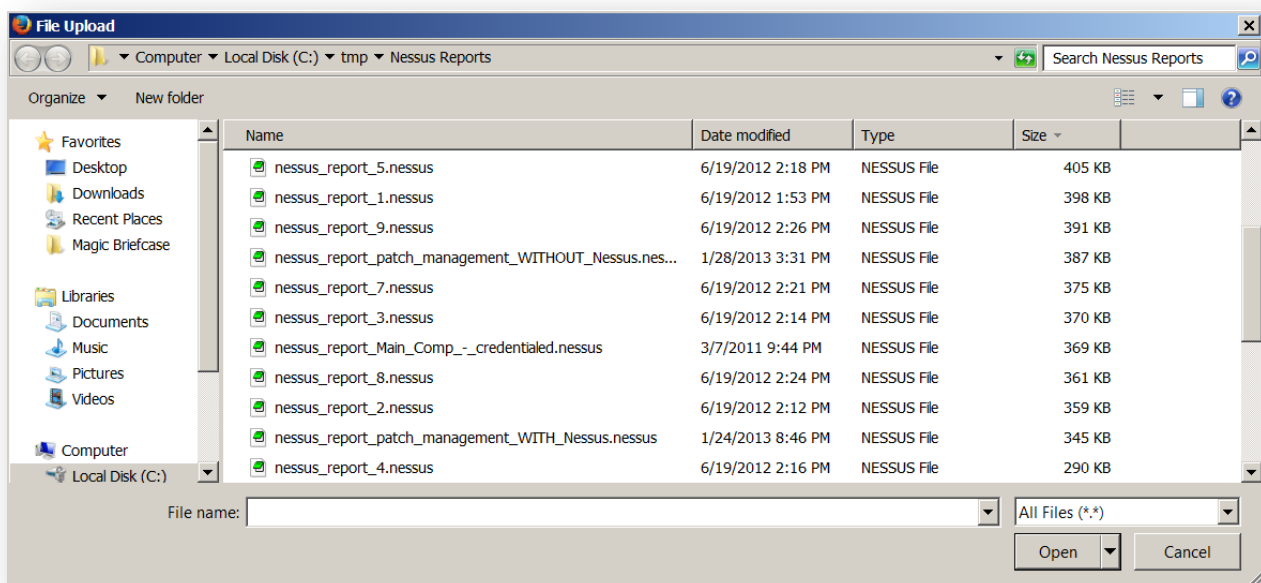 File Upload
Computer Local Disk (C:) tmp Nessus Reports Search Nessus Reports
Organize New folder
Name Date modified Type Size
Favorites
Desktop
Downloads
Recent Places
Magic Briefcase
Libraries
Documents
Music
Pictures
Videos
Computer
Local Disk (C:)
nessus_report_5.nessus 6/19/2012 2:18 PM NESSUS File 405 KB
nessus_report_1.nessus 6/19/2012 1:53 PM NESSUS File 398 KB
nessus_report_9.nessus 6/19/2012 2:26 PM NESSUS File 391 KB
nessus_report_patch_management_WITHOUT_Nessus.nes... 1/28/2013 3:31 PM NESSUS File 387 KB
nessus_report_7.nessus 6/19/2012 2:21 PM NESSUS File 375 KB
nessus_report_3.nessus 6/19/2012 2:14 PM NESSUS File 370 KB
nessus_report_Main_Comp_-_credentialed.nessus 3/7/2011 9:44 PM NESSUS File 369 KB
nessus_report_8.nessus 6/19/2012 2:24 PM NESSUS File 361 KB
nessus_report_2.nessus 6/19/2012 2:12 PM NESSUS File 359 KB
nessus_report_patch_management_WITH_Nessus.nessus 1/24/2013 8:46 PM NESSUS File 345 KB
nessus_report_4.nessus 6/19/2012 2:16 PM NESSUS File 290 KB
File name: All Files (*.*)
Open Cancel